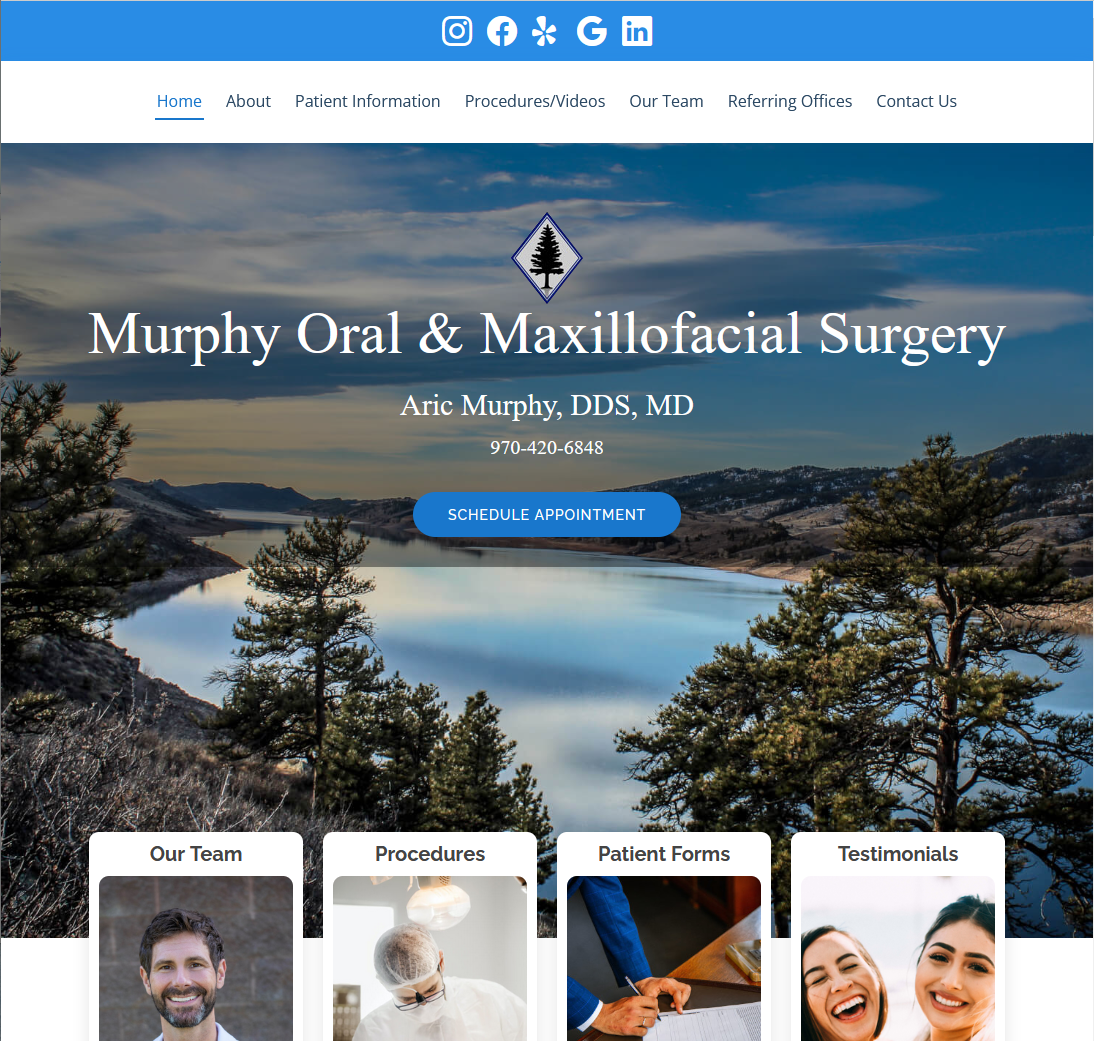 Home About Patient Information Procedures/Videos Our Team Referring Offices Contact Us
Murphy Oral & Maxillofacial Surgery
Aric Murphy, DDS, MD
970-420-6848
SCHEDULE APPOINTMENT
Our Team Procedures Patient Forms Testimonials